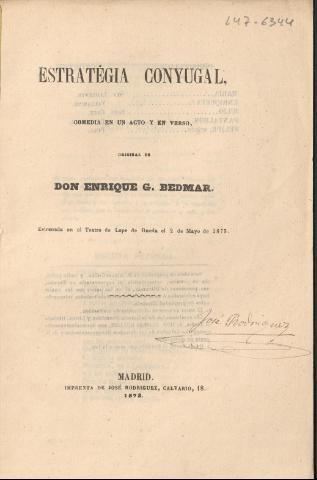 147-6344
ESTRATÉGIA CONYUGAL,
COMEDIA EN UN ACTO Y EN VERSO,
ORIGINAL DE
DON ENRIQUE G. BEDMAR.
Estrenada en el Teatro de Lope de Rueda el 2 de Mayo de 1875.
José Rodriguez
MADRID.
IMPRENTA DE JOSÉ RODRIGUEZ, CALVARIO, 18.
1875.